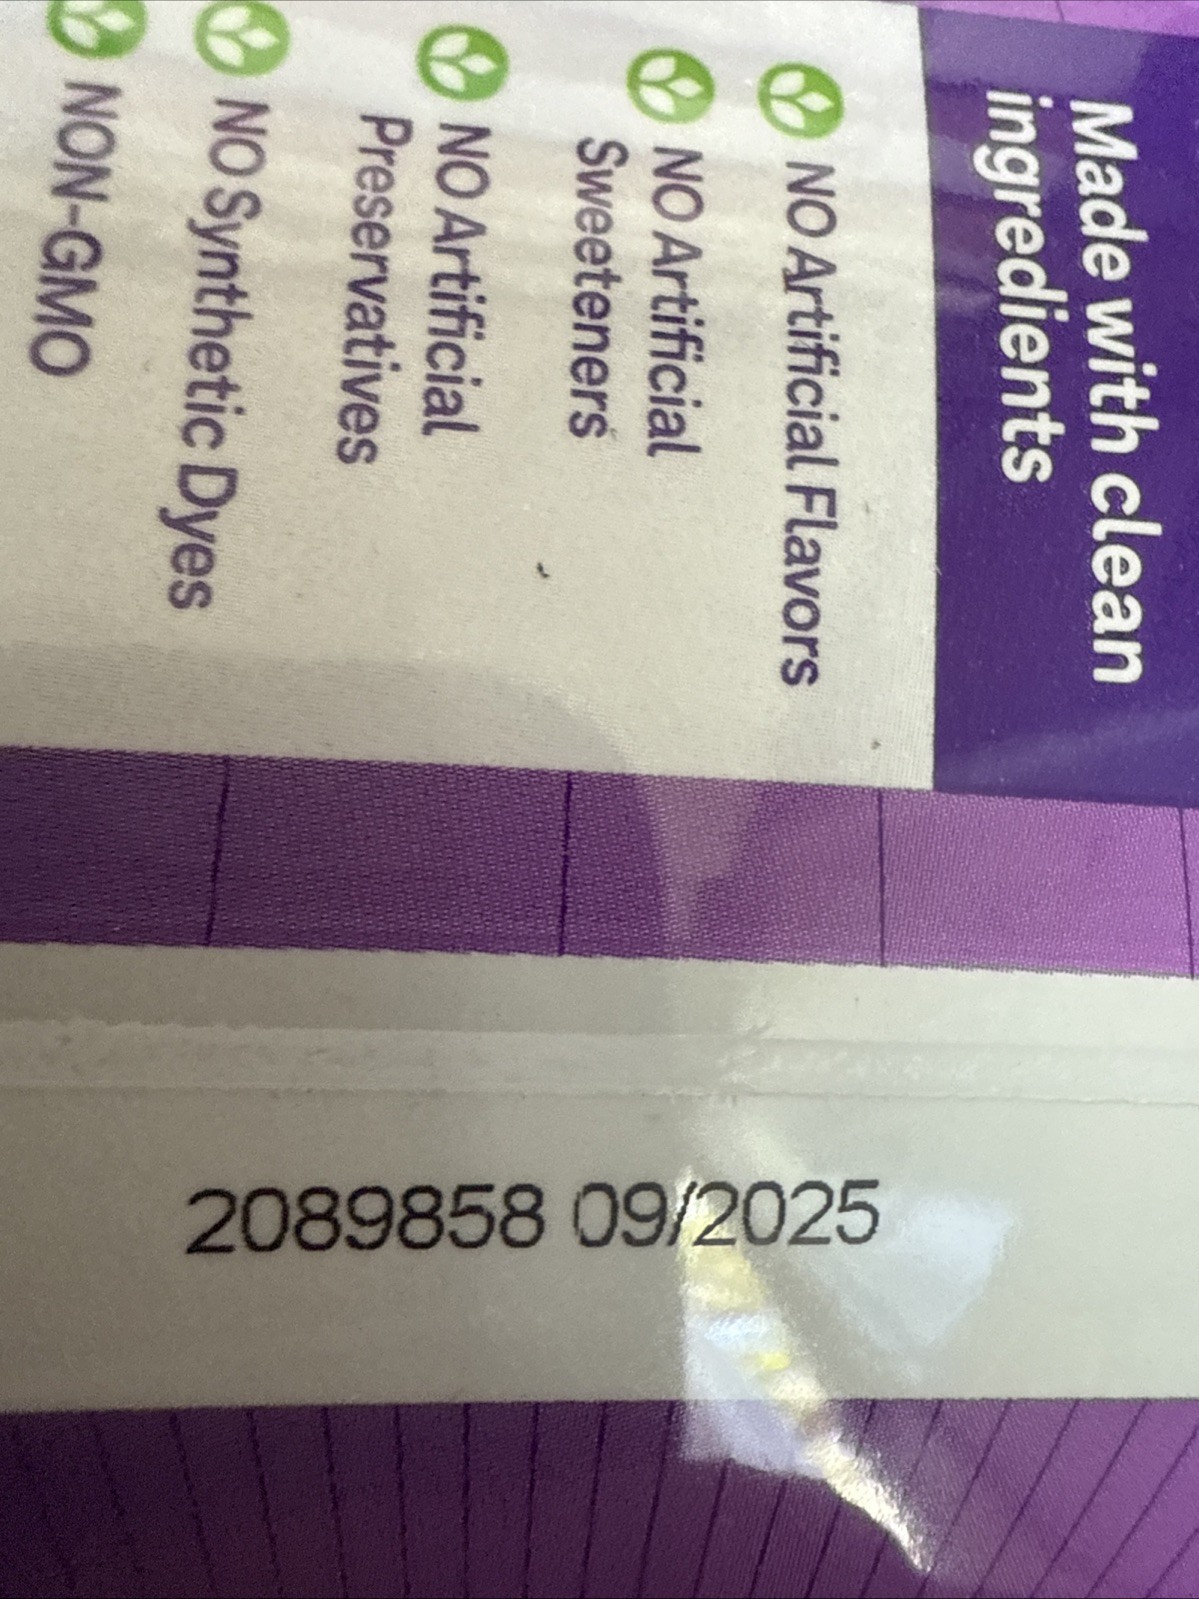 Made with clean
ingredients
NO Artificial Flavors
NO Artificial
Sweeteners
NO Artificial
Preservatives
NO Synthetic Dyes
NON-GMO
2089858 09/2025